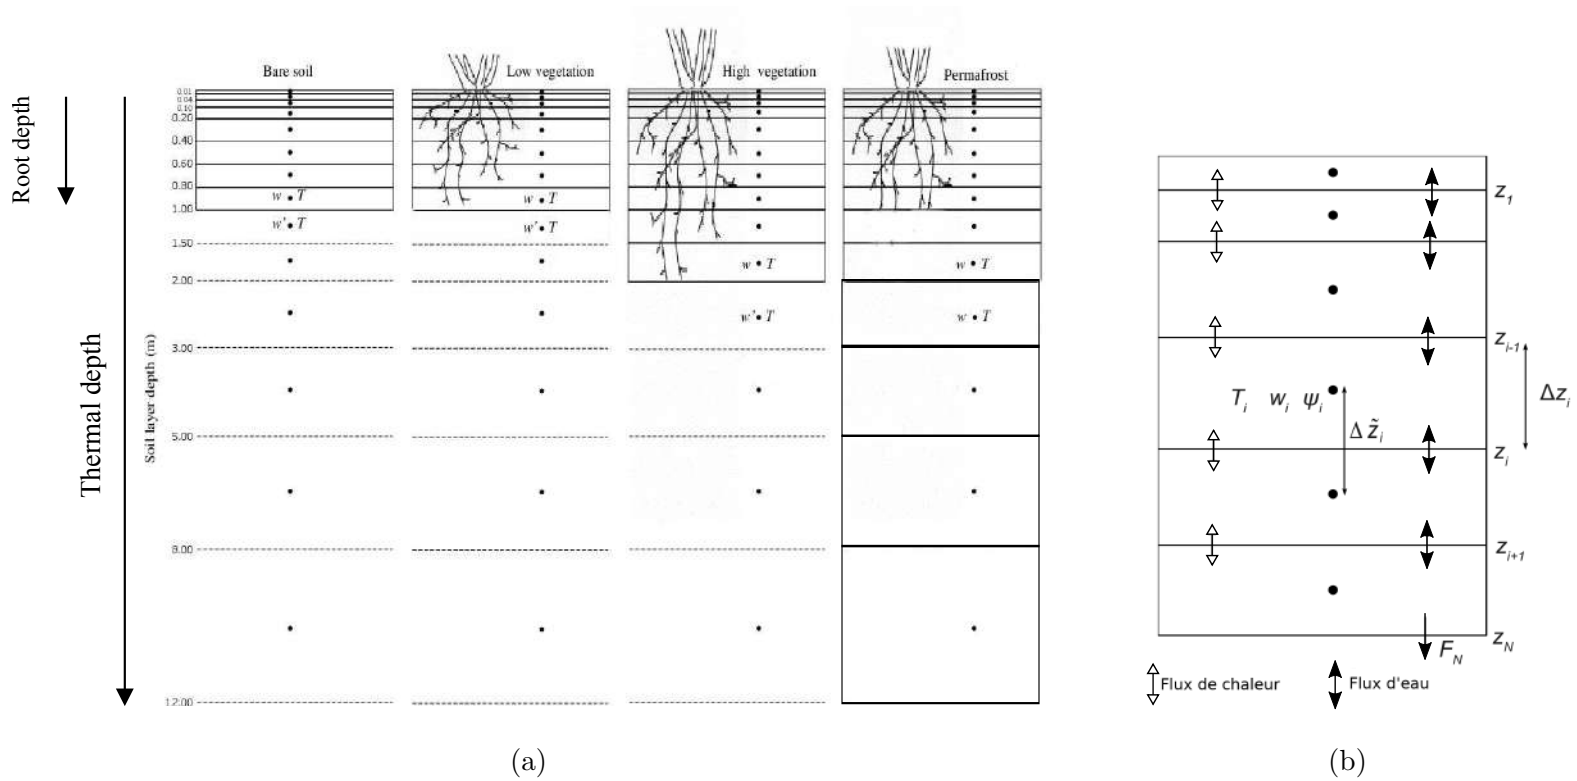 Bare soil
Low vegetation
High vegetation
Permafrost
Root depth
Thermal depth
Soil layer depth (m)
0.01
0.04
0.10
0.20
0.40
0.60
0.80
1.00
1.50
2.00
3.00
5.00
8.00
12.00
w T
w' T
w T
w' T
w T
w' T
w T
w T
(a)
z1
zi-1
Ti wi ψi
Δz̃i
Δzi
zi
zi+1
zN
FN
Flux de chaleur
Flux d'eau
(b)